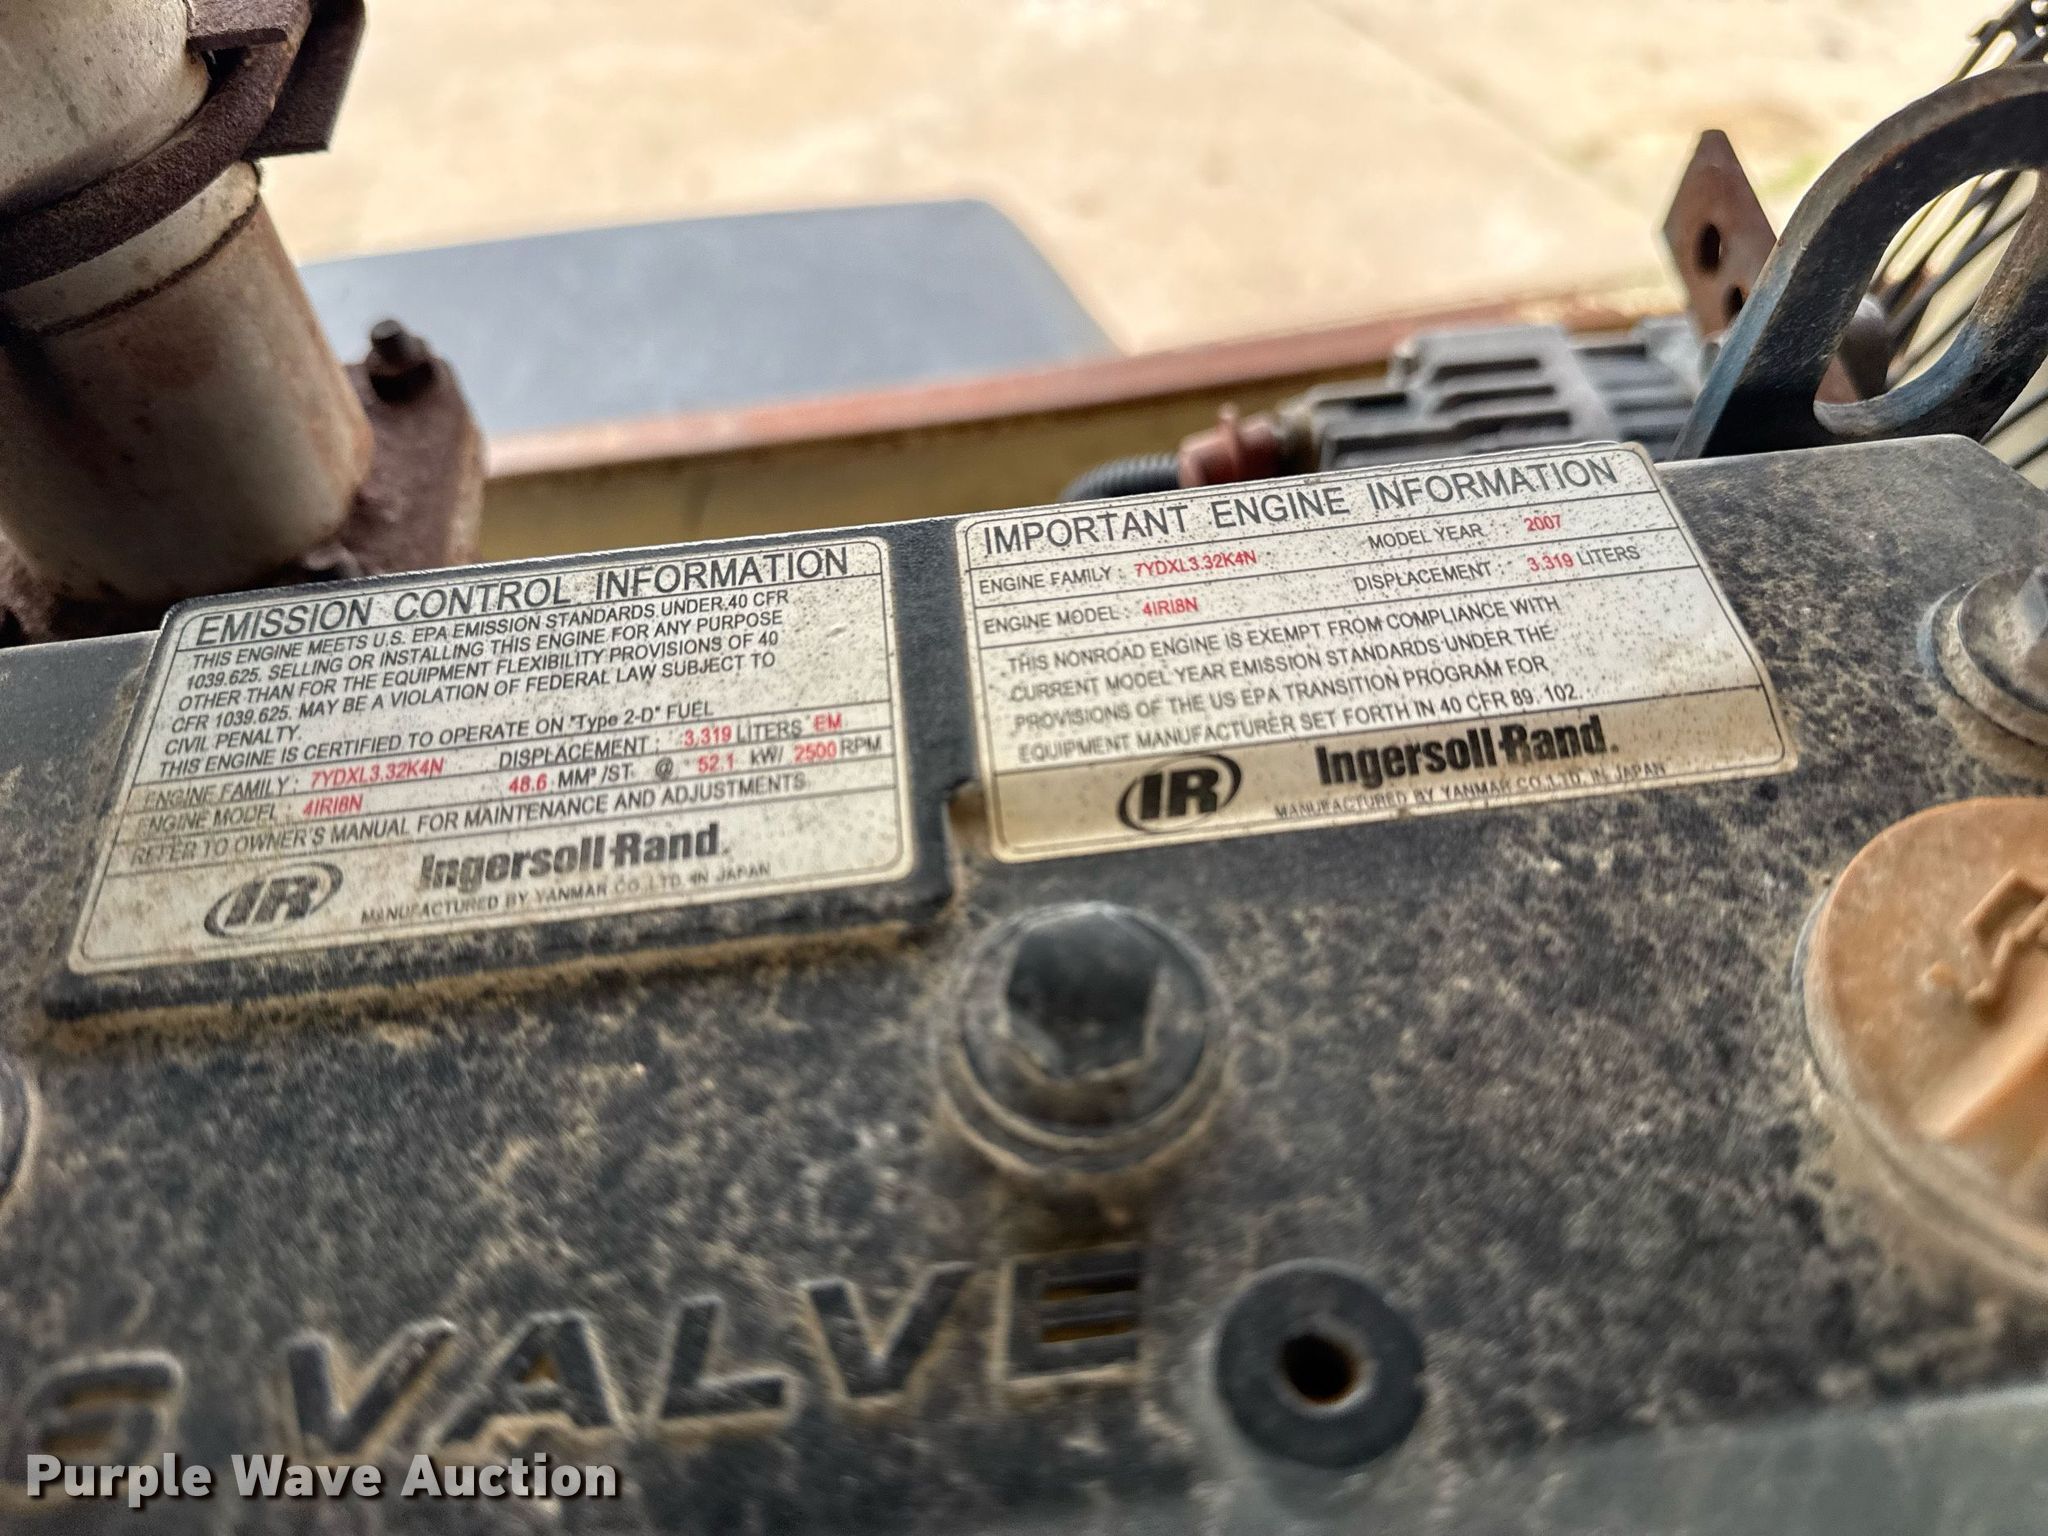 EMISSION CONTROL INFORMATION
THIS ENGINE MEETS U.S. EPA EMISSION STANDARDS UNDER 40 CFR
1039.625. SELLING OR INSTALLING THIS ENGINE FOR ANY PURPOSE
OTHER THAN FOR THE EQUIPMENT FLEXIBILITY PROVISIONS OF 40
CFR 1039.625. MAY BE A VIOLATION OF FEDERAL LAW SUBJECT TO
CIVIL PENALTY.
THIS ENGINE IS CERTIFIED TO OPERATE ON "Type 2-D" FUEL
ENGINE FAMILY : 7YDXL3.32K4N DISPLACEMENT : 3.319 LITERS EM
ENGINE MODEL : 4IRI8N 48.6 MM³ /ST. @ 52.1 kW/ 2500 RPM
REFER TO OWNER'S MANUAL FOR MAINTENANCE AND ADJUSTMENTS
IR Ingersoll-Rand.
MANUFACTURED BY YANMAR CO.,LTD. IN JAPAN
IMPORTANT ENGINE INFORMATION
ENGINE FAMILY : 7YDXL3.32K4N MODEL YEAR : 2007
ENGINE MODEL : 4IRI8N DISPLACEMENT : 3.319 LITERS
THIS NONROAD ENGINE IS EXEMPT FROM COMPLIANCE WITH
CURRENT MODEL YEAR EMISSION STANDARDS UNDER THE
PROVISIONS OF THE US EPA TRANSITION PROGRAM FOR
EQUIPMENT MANUFACTURER SET FORTH IN 40 CFR 89.102.
IR Ingersoll-Rand.
MANUFACTURED BY YANMAR CO.,LTD. IN JAPAN
VALVE
Purple Wave Auction